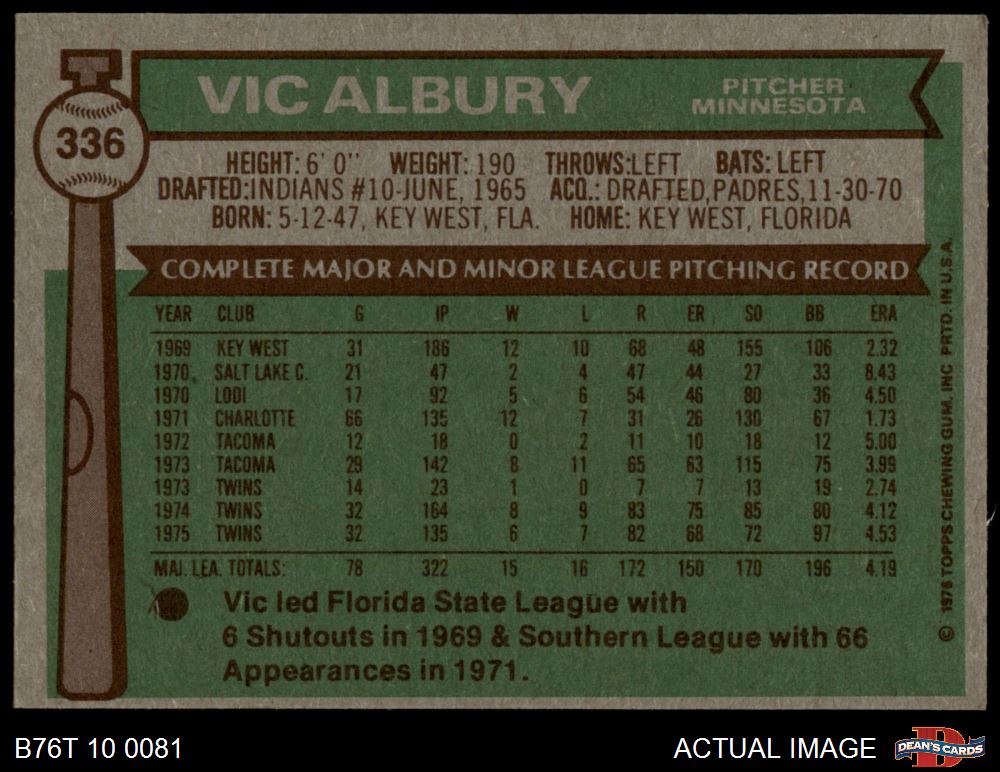 336
VIC ALBURY
PITCHER
MINNESOTA
HEIGHT: 6' 0" WEIGHT: 190 THROWS:LEFT BATS: LEFT
DRAFTED:INDIANS #10-JUNE, 1965 ACQ.: DRAFTED,PADRES,11-30-70
BORN: 5-12-47, KEY WEST, FLA. HOME: KEY WEST, FLORIDA
COMPLETE MAJOR AND MINOR LEAGUE PITCHING RECORD
YEAR CLUB G IP W L R ER SO BB ERA
1969 KEY WEST 31 186 12 10 68 48 155 106 2.32
1970 SALT LAKE C. 21 47 2 4 47 44 27 33 8.43
1970 LODI 17 92 5 6 54 46 80 36 4.50
1971 CHARLOTTE 66 135 12 7 31 26 130 67 1.73
1972 TACOMA 12 18 0 2 11 10 18 12 5.00
1973 TACOMA 29 142 8 11 65 63 115 75 3.99
1973 TWINS 14 23 1 0 7 7 13 19 2.74
1974 TWINS 32 164 8 9 83 75 85 80 4.12
1975 TWINS 32 135 6 7 82 68 72 97 4.53
MAJ. LEA. TOTALS: 78 322 15 16 172 150 170 196 4.19
Vic led Florida State League with
6 Shutouts in 1969 & Southern League with 66
Appearances in 1971.
© 1976 TOPPS CHEWING GUM, INC PRTD. IN U.S.A.
B76T 10 0081
ACTUAL IMAGE
D
DEAN'S CARDS